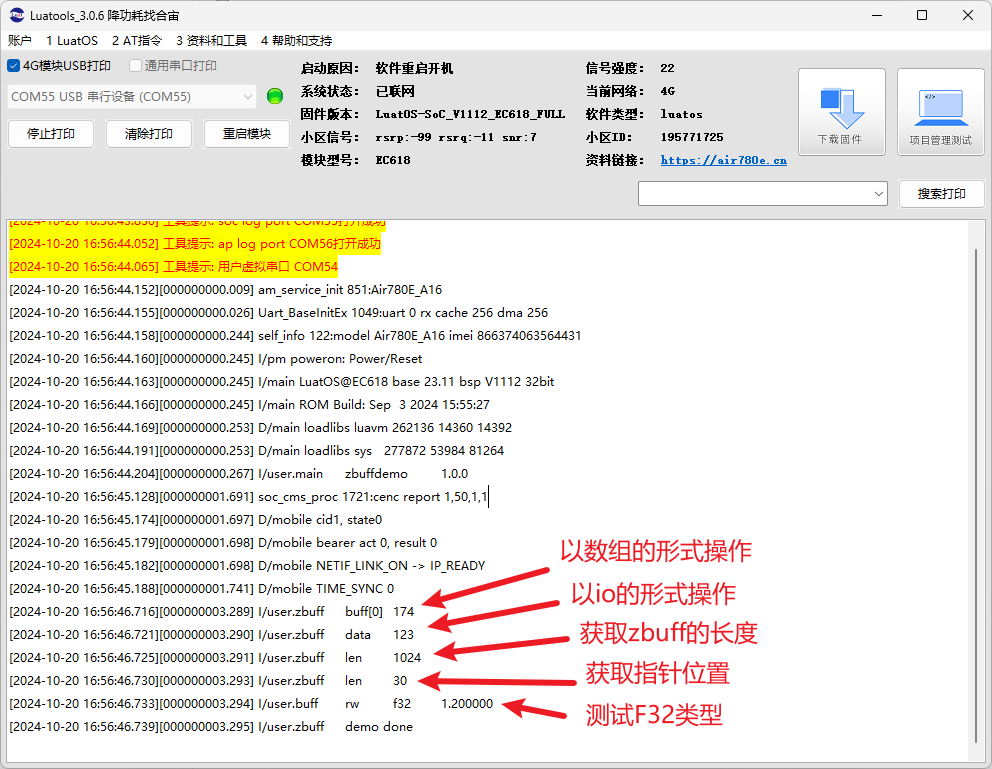 Luatools_3.0.6 降功耗找合宙
账户 1 LuatOS 2 AT指令 3 资料和工具 4 帮助和支持
4G模块USB打印 通用串口打印
COM55 USB 串行设备 (COM55)
停止打印 清除打印 重启模块
启动原因: 软件重启开机
系统状态: 已联网
固件版本: LuatOS-SoC_V1112_EC618_FULL
小区信号: rsrp:-99 rsrq:-11 snr:7
模块型号: EC618
信号强度: 22
当前网络: 4G
软件类型: luatos
小区ID: 195771725
资料链接: https://air780e.cn
下载固件
项目管理测试
搜索打印
[2024-10-20 16:56:43.850] 工具提示: soc log port COM55打开成功
[2024-10-20 16:56:44.052] 工具提示: ap log port COM56打开成功
[2024-10-20 16:56:44.065] 工具提示: 用户虚拟串口 COM54
[2024-10-20 16:56:44.152][000000000.009] am_service_init 851:Air780E_A16
[2024-10-20 16:56:44.155][000000000.026] Uart_BaseInitEx 1049:uart 0 rx cache 256 dma 256
[2024-10-20 16:56:44.158][000000000.244] self_info 122:model Air780E_A16 imei 866374063564431
[2024-10-20 16:56:44.160][000000000.245] I/pm poweron: Power/Reset
[2024-10-20 16:56:44.163][000000000.245] I/main LuatOS@EC618 base 23.11 bsp V1112 32bit
[2024-10-20 16:56:44.166][000000000.245] I/main ROM Build: Sep 3 2024 15:55:27
[2024-10-20 16:56:44.169][000000000.253] D/main loadlibs luavm 262136 14360 14392
[2024-10-20 16:56:44.191][000000000.253] D/main loadlibs sys 277872 53984 81264
[2024-10-20 16:56:44.204][000000000.267] I/user.main zbuffdemo 1.0.0
[2024-10-20 16:56:45.128][000000001.691] soc_cms_proc 1721:cenc report 1,50,1,1
[2024-10-20 16:56:45.174][000000001.697] D/mobile cid1, state0
[2024-10-20 16:56:45.179][000000001.698] D/mobile bearer act 0, result 0
[2024-10-20 16:56:45.182][000000001.698] D/mobile NETIF_LINK_ON -> IP_READY
[2024-10-20 16:56:45.188][000000001.741] D/mobile TIME_SYNC 0
[2024-10-20 16:56:46.716][000000003.289] I/user.zbuff buff[0] 174
[2024-10-20 16:56:46.721][000000003.290] I/user.zbuff data 123
[2024-10-20 16:56:46.725][000000003.291] I/user.zbuff len 1024
[2024-10-20 16:56:46.730][000000003.293] I/user.zbuff len 30
[2024-10-20 16:56:46.733][000000003.294] I/user.buff rw f32 1.200000
[2024-10-20 16:56:46.739][000000003.295] I/user.zbuff demo done
以数组的形式操作
以io的形式操作
获取zbuff的长度
获取指针位置
测试F32类型